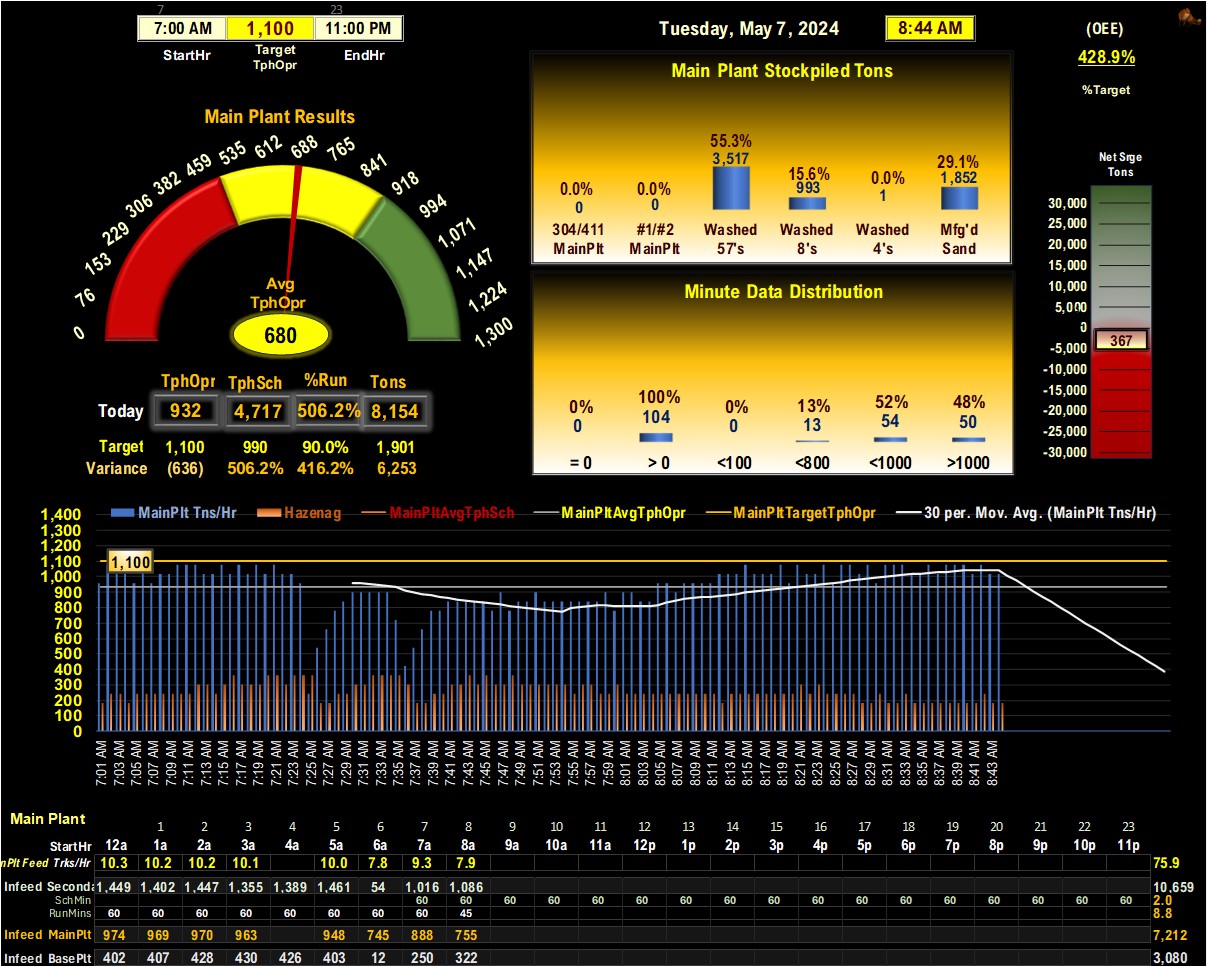 7 23
7:00 AM 1,100 11:00 PM
StartHr Target TphOpr EndHr
Tuesday, May 7, 2024 8:44 AM
(OEE)
428.9%
%Target
Main Plant Results
0 76 153 229 306 382 459 535 612 688 765 841 918 994 1,071 1,147 1,224 1,300
Avg
TphOpr
680
TphOpr TphSch %Run Tons
Today 932 4,717 506.2% 8,154
Target 1,100 990 90.0% 1,901
Variance (636) 506.2% 416.2% 6,253
Main Plant Stockpiled Tons
0.0% 0.0% 55.3% 15.6% 0.0% 29.1%
0 0 3,517 993 1 1,852
304/411 #1/#2 Washed Washed Washed Mfg'd
MainPlt MainPlt 57's 8's 4's Sand
Minute Data Distribution
0% 100% 0% 13% 52% 48%
0 104 0 13 54 50
= 0 > 0 <100 <800 <1000 >1000
Net Srge
Tons
30,000
25,000
20,000
15,000
10,000
5,000
0
367
-5,000
-10,000
-15,000
-20,000
-25,000
-30,000
MainPlt Tns/Hr Hazenag MainPltAvgTphSch MainPltAvgTphOpr MainPltTargetTphOpr 30 per. Mov. Avg. (MainPlt Tns/Hr)
1,400
1,300
1,200
1,100
1,000
900
800
700
600
500
400
300
200
100
0
1,100
7:01 AM 7:03 AM 7:05 AM 7:07 AM 7:09 AM 7:11 AM 7:13 AM 7:15 AM 7:17 AM 7:19 AM 7:21 AM 7:23 AM 7:25 AM 7:27 AM 7:29 AM 7:31 AM 7:33 AM 7:35 AM 7:37 AM 7:39 AM 7:41 AM 7:43 AM 7:45 AM 7:47 AM 7:49 AM 7:51 AM 7:53 AM 7:55 AM 7:57 AM 7:59 AM 8:01 AM 8:03 AM 8:05 AM 8:07 AM 8:09 AM 8:11 AM 8:13 AM 8:15 AM 8:17 AM 8:19 AM 8:21 AM 8:23 AM 8:25 AM 8:27 AM 8:29 AM 8:31 AM 8:33 AM 8:35 AM 8:37 AM 8:39 AM 8:41 AM 8:43 AM
Main Plant
1 2 3 4 5 6 7 8 9 10 11 12 13 14 15 16 17 18 19 20 21 22 23
StartHr 12a 1a 2a 3a 4a 5a 6a 7a 8a 9a 10a 11a 12p 1p 2p 3p 4p 5p 6p 7p 8p 9p 10p 11p
nPlt Feed Trks/Hr 10.3 10.2 10.2 10.1 10.0 7.8 9.3 7.9 75.9
Infeed Seconda 1,449 1,402 1,447 1,355 1,389 1,461 54 1,016 1,086 10,659
SchMin 60 60 60 60 60 60 60 60 60 60 60 60 60 60 60 60 60 2.0
RunMins 60 60 60 60 60 60 60 60 45 8.8
Infeed MainPlt 974 969 970 963 948 745 888 755 7,212
Infeed BasePlt 402 407 428 430 426 403 12 250 322 3,080